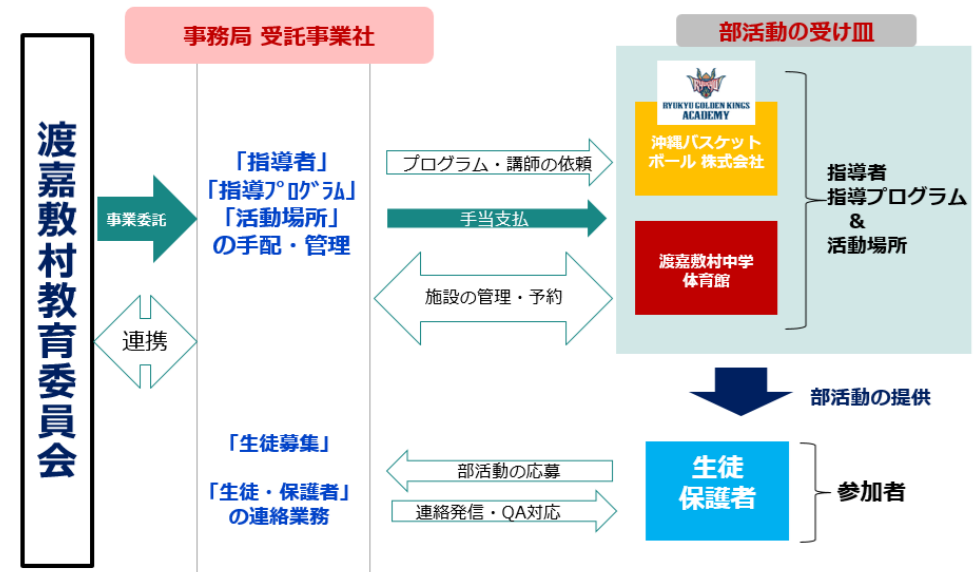 事務局 受託事業社
部活動の受け皿
渡嘉敷村教育委員会
事業委託
連携
「指導者」
「指導ﾌﾟﾛｸﾞﾗﾑ」
「活動場所」
の手配・管理
プログラム・講師の依頼
手当支払
施設の管理・予約
RYUKYU GOLDEN KINGS
ACADEMY
沖縄バスケット
ボール 株式会社
渡嘉敷村中学
体育館
指導者
指導プログラム
&
活動場所
部活動の提供
「生徒募集」
「生徒・保護者」
の連絡業務
部活動の応募
連絡発信・QA対応
生徒
保護者
参加者